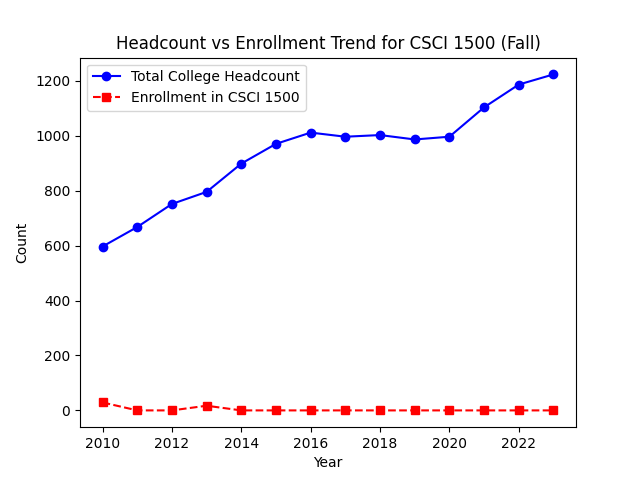 Headcount vs Enrollment Trend for CSCI 1500 (Fall)
Total College Headcount
Enrollment in CSCI 1500
1200
1000
800
600
400
200
0
Count
2010 2012 2014 2016 2018 2020 2022
Year